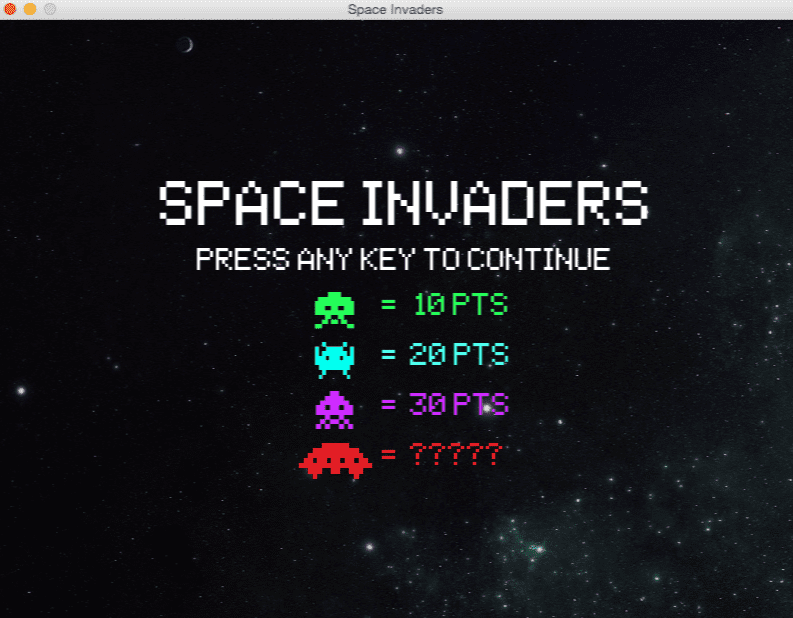 Space Invaders
SPACE INVADERS
PRESS ANY KEY TO CONTINUE
= 10 PTS
= 20 PTS
= 30 PTS
= ?????